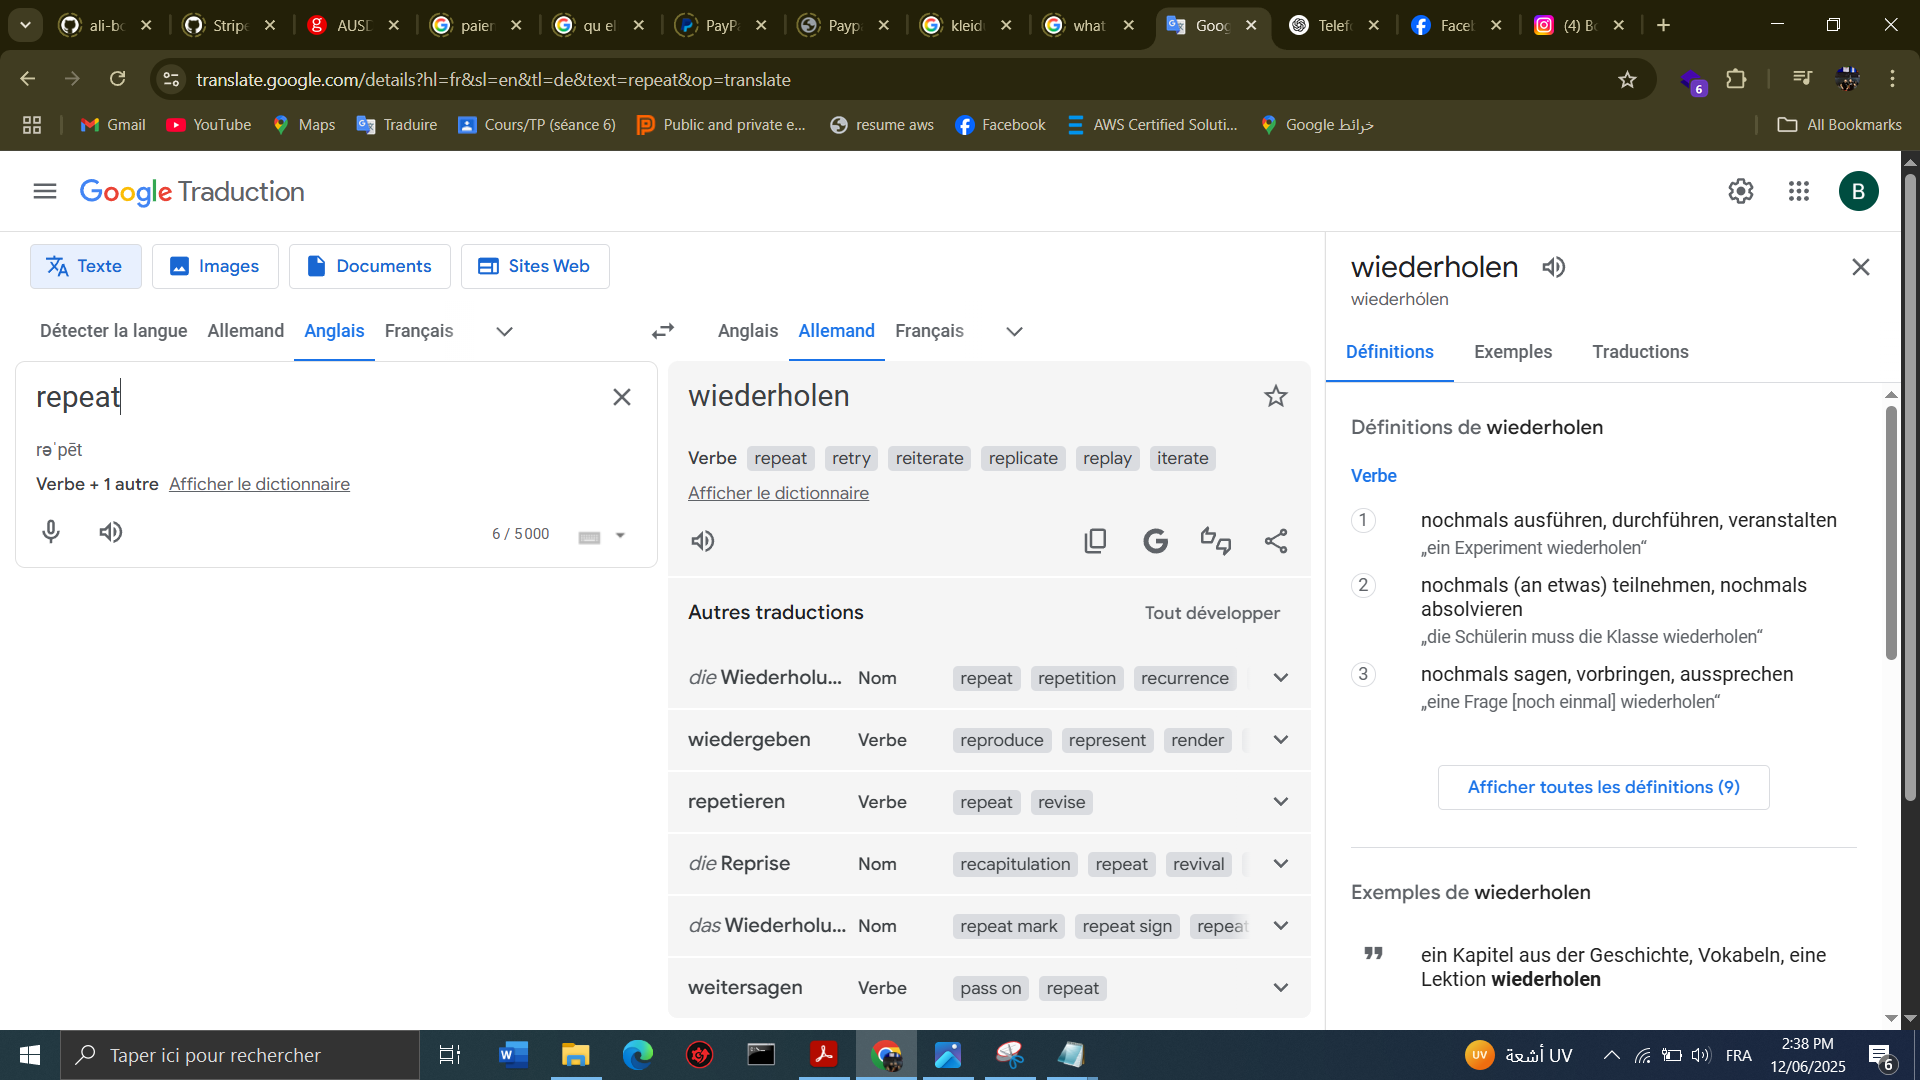 ali-bo
Stripe
AUSD
paiem
qu el
PayPa
Paypa
kleidu
what
Goog
Telef
Faceb
(4) Bo
translate.google.com/details?hl=fr&sl=en&tl=de&text=repeat&op=translate
6
Gmail
YouTube
Maps
Traduire
Cours/TP (séance 6)
Public and private e...
resume aws
Facebook
AWS Certified Soluti...
خرائط Google
All Bookmarks
Google Traduction
B
Texte
Images
Documents
Sites Web
Détecter la langue
Allemand
Anglais
Français
Anglais
Allemand
Français
repeat
rəˈpēt
Verbe + 1 autre Afficher le dictionnaire
6 / 5 000
wiederholen
Verbe repeat retry reiterate replicate replay iterate
Afficher le dictionnaire
Autres traductions
Tout développer
die Wiederholu... Nom repeat repetition recurrence
wiedergeben Verbe reproduce represent render
repetieren Verbe repeat revise
die Reprise Nom recapitulation repeat revival
das Wiederholu... Nom repeat mark repeat sign repeat
weitersagen Verbe pass on repeat
wiederholen
wiederhólen
Définitions
Exemples
Traductions
Définitions de wiederholen
Verbe
1 nochmals ausführen, durchführen, veranstalten
„ein Experiment wiederholen“
2 nochmals (an etwas) teilnehmen, nochmals
absolvieren
„die Schülerin muss die Klasse wiederholen“
3 nochmals sagen, vorbringen, aussprechen
„eine Frage [noch einmal] wiederholen“
Afficher toutes les définitions (9)
Exemples de wiederholen
ein Kapitel aus der Geschichte, Vokabeln, eine
Lektion wiederholen
Taper ici pour rechercher
UV
أشعة UV
FRA
2:38 PM
12/06/2025
6